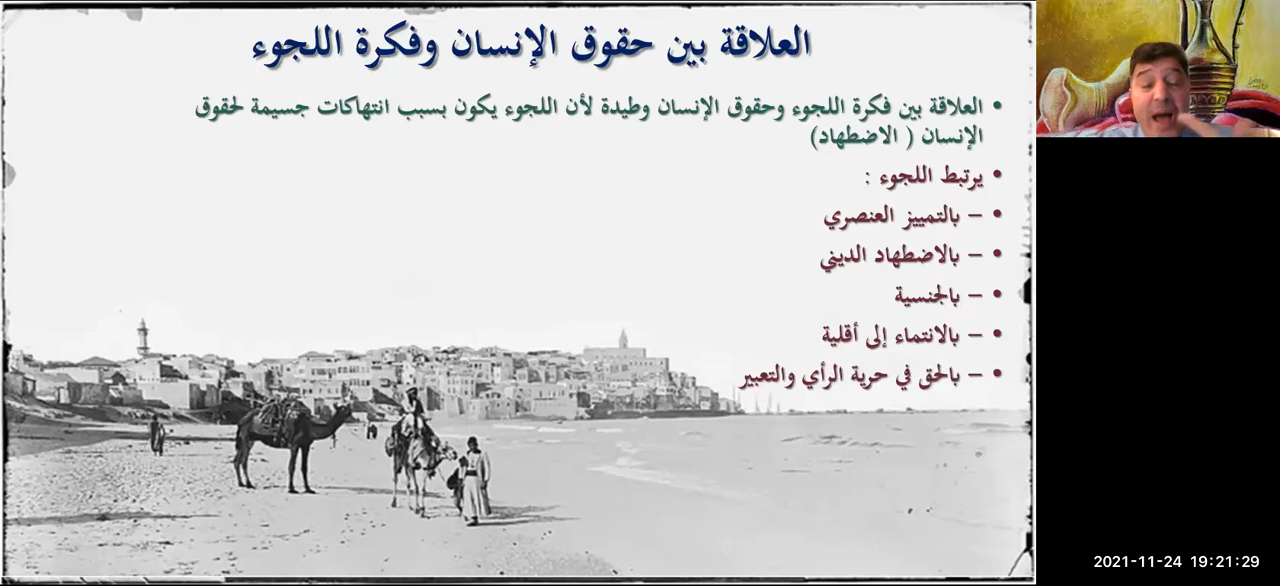 العلاقة بين حقوق الإنسان وفكرة اللجوء
• العلاقة بين فكرة اللجوء وحقوق الإنسان وطيدة لأن اللجوء يكون بسبب انتهاكات جسيمة لحقوق
الإنسان ( الاضطهاد)
• يرتبط اللجوء :
• – بالتمييز العنصري
• – بالاضطهاد الديني
• – بالجنسية
• – بالانتماء إلى أقلية
• – بالحق في حرية الرأي والتعبير
2021-11-24 19:21:29